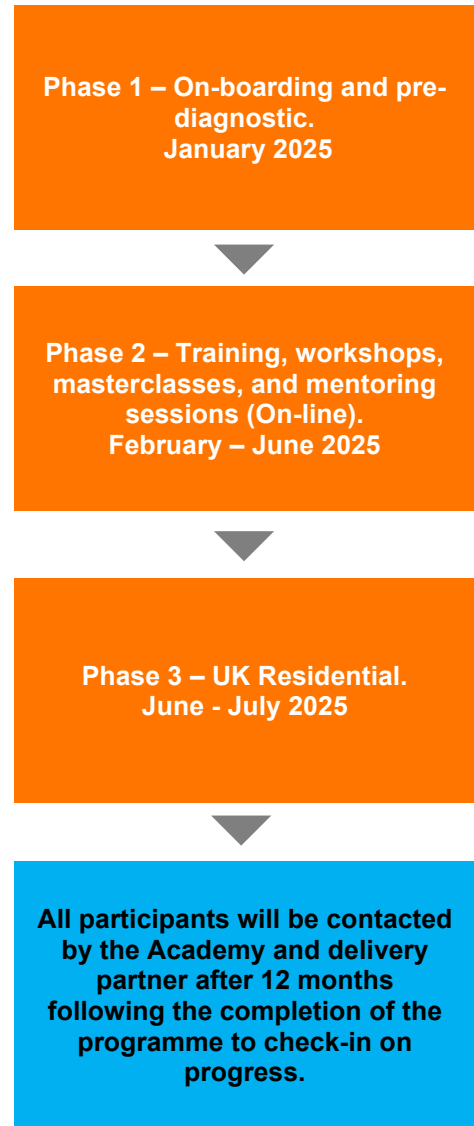 Phase 1 – On-boarding and pre-
diagnostic.
January 2025
Phase 2 – Training, workshops,
masterclasses, and mentoring
sessions (On-line).
February – June 2025
Phase 3 – UK Residential.
June - July 2025
All participants will be contacted
by the Academy and delivery
partner after 12 months
following the completion of the
programme to check-in on
progress.